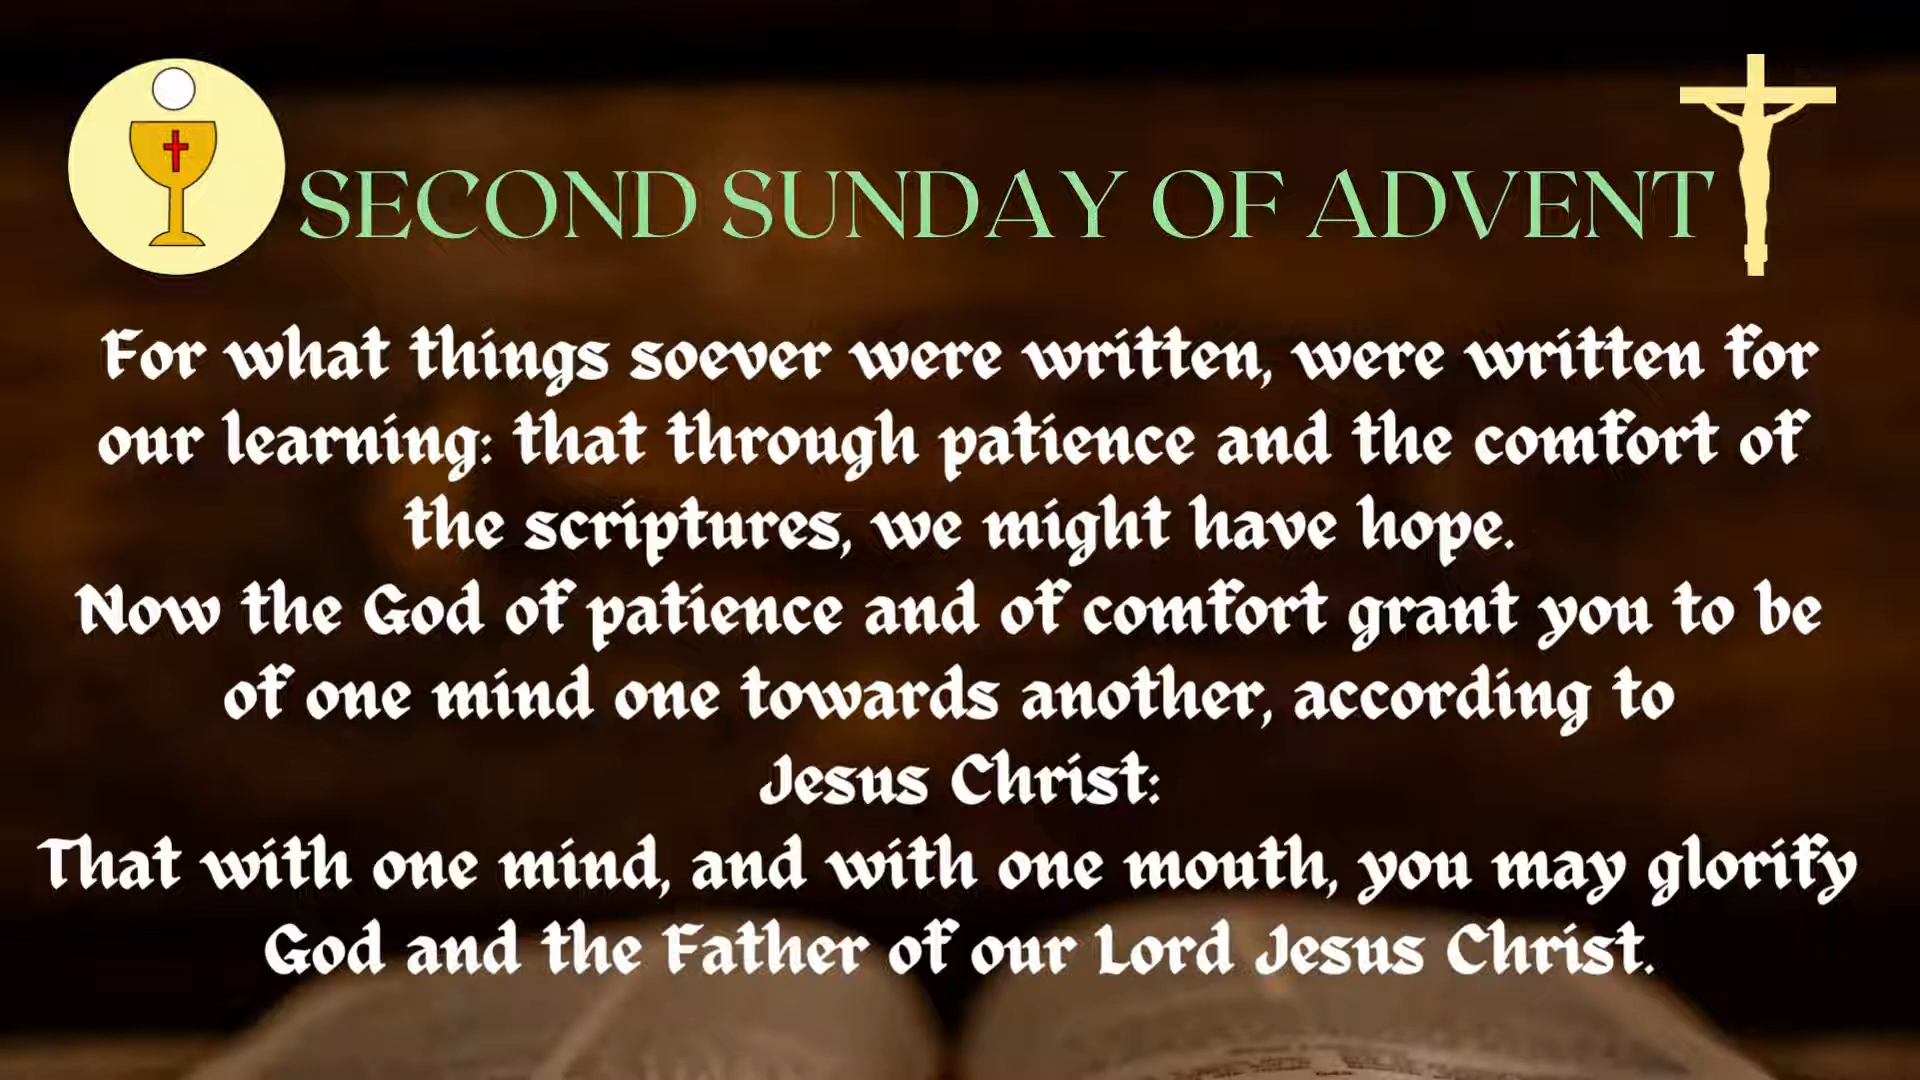 SECOND SUNDAY OF ADVENT
For what things soever were written, were written for
our learning: that through patience and the comfort of
the scriptures, we might have hope.
Now the God of patience and of comfort grant you to be
of one mind one towards another, according to
Jesus Christ:
That with one mind, and with one mouth, you may glorify
God and the Father of our Lord Jesus Christ.